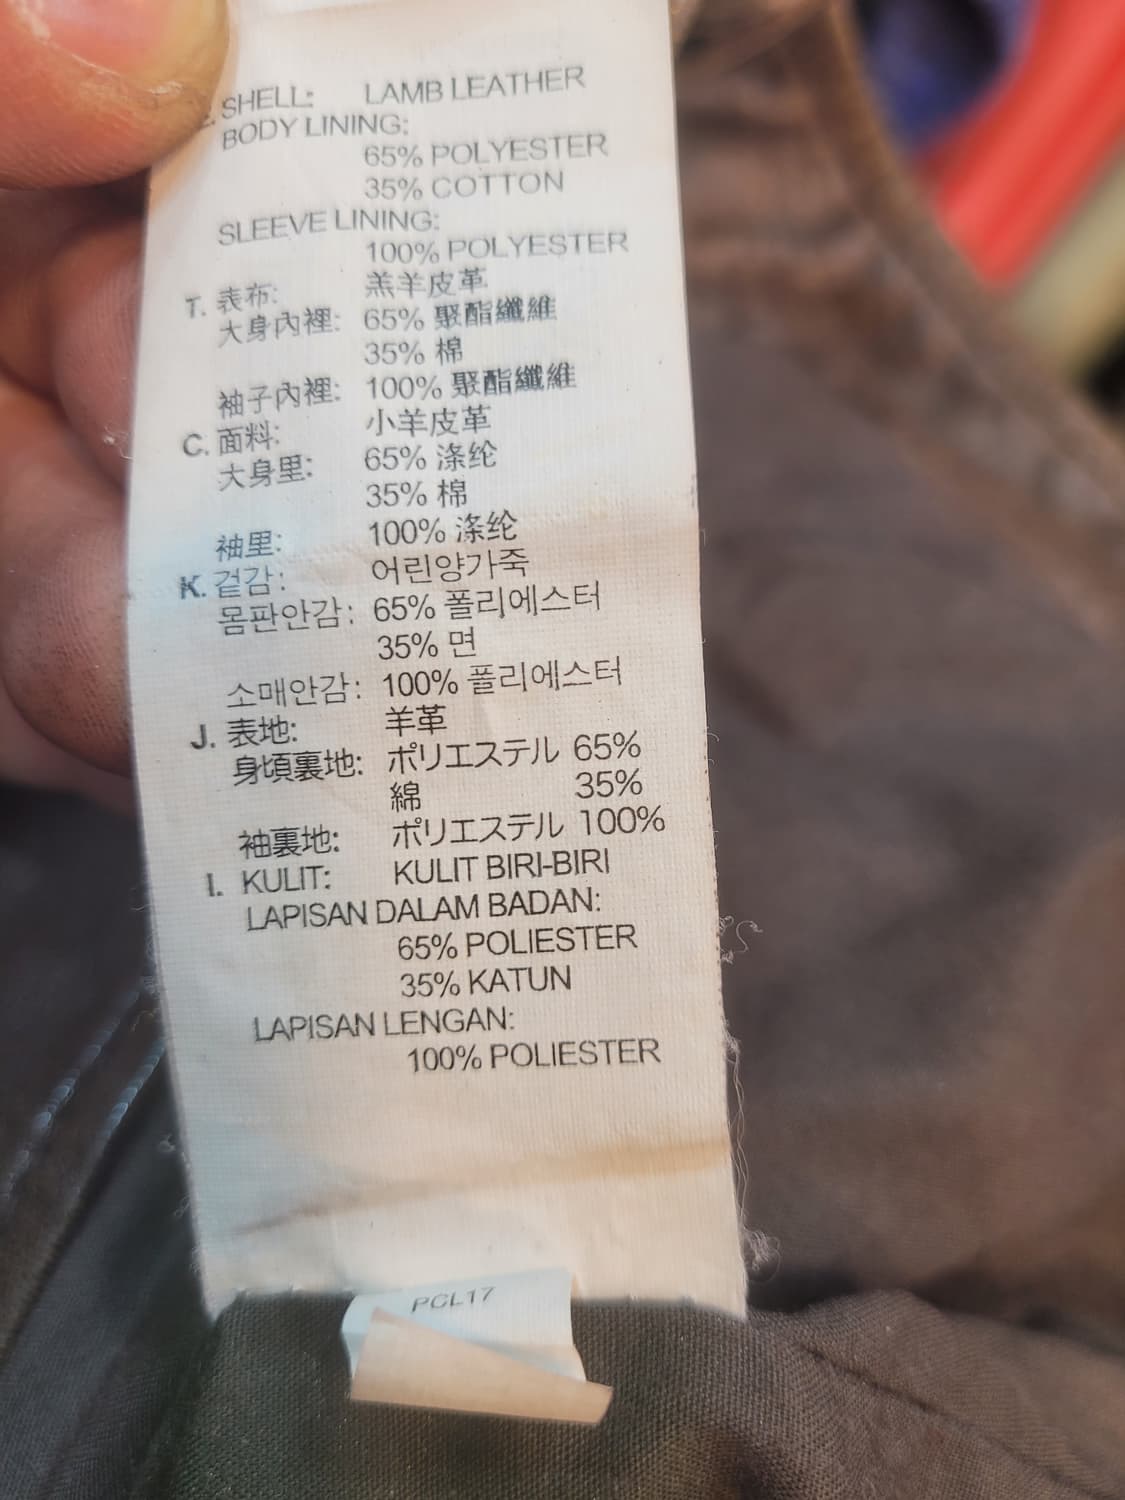 SHELL: LAMB LEATHER
BODY LINING:
65% POLYESTER
35% COTTON
SLEEVE LINING:
100% POLYESTER
T. 表布: 羔羊皮革
大身內裡: 65% 聚酯纖維
35% 棉
袖子內裡: 100% 聚酯纖維
C. 面料: 小羊皮革
大身里: 65% 涤纶
35% 棉
袖里: 100% 涤纶
K. 겉감: 어린양가죽
몸판안감: 65% 폴리에스터
35% 면
소매안감: 100% 폴리에스터
J. 表地: 羊革
身頃裏地: ポリエステル 65%
綿 35%
袖裏地: ポリエステル 100%
I. KULIT: KULIT BIRI-BIRI
LAPISAN DALAM BADAN:
65% POLIESTER
35% KATUN
LAPISAN LENGAN:
100% POLIESTER
PCL17